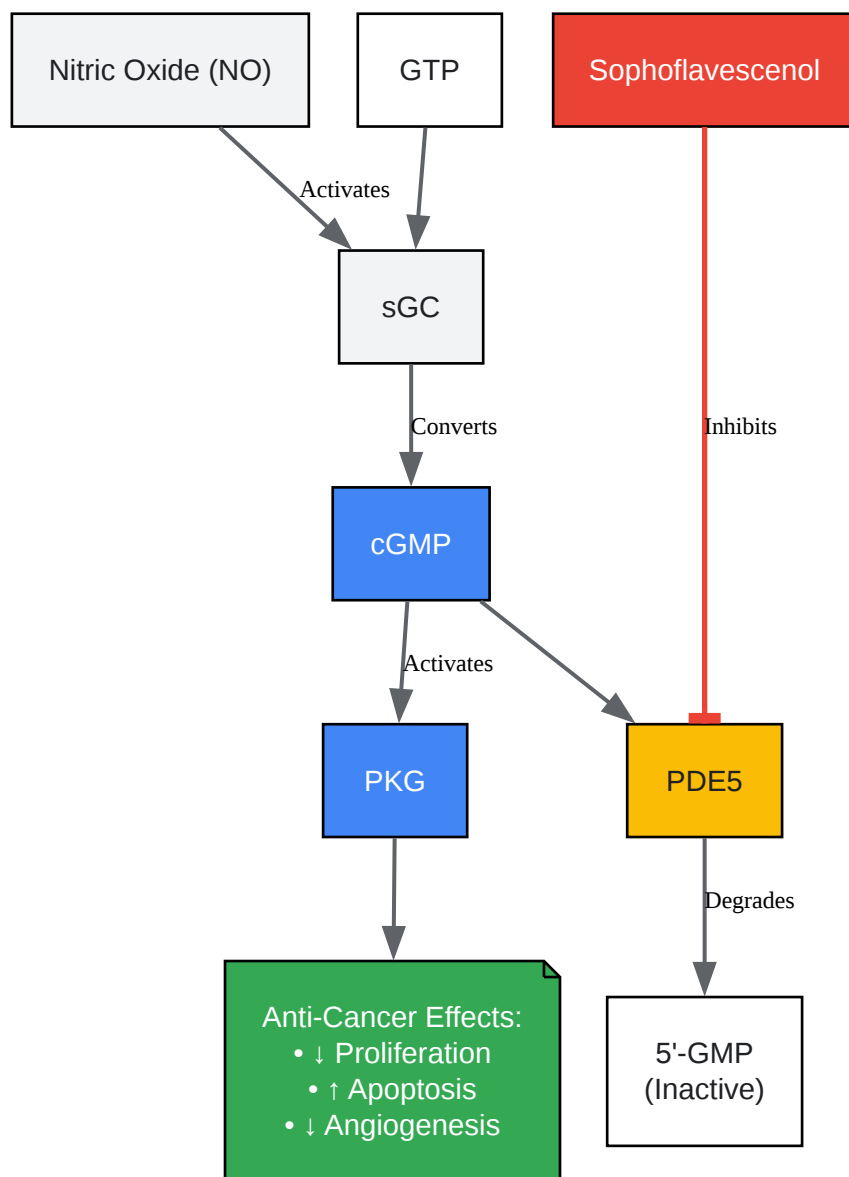 Nitric Oxide (NO)
GTP
Sophoflavescenol
Activates
sGC
Converts
Inhibits
cGMP
Activates
PKG
PDE5
Degrades
Anti-Cancer Effects:
• ↓ Proliferation
• ↑ Apoptosis
• ↓ Angiogenesis
5'-GMP
(Inactive)